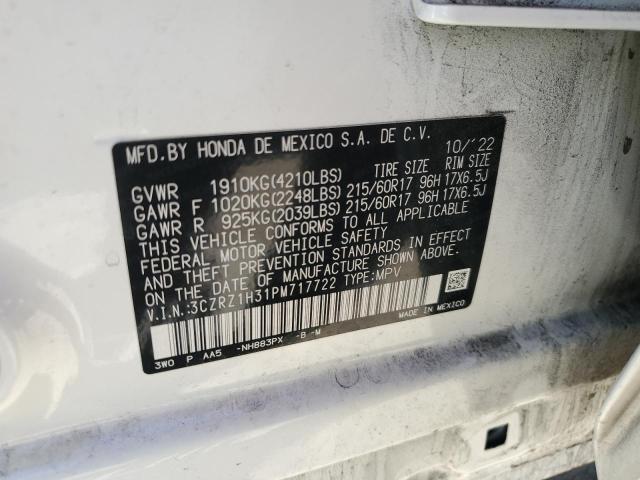 MFD.BY HONDA DE MEXICO S.A. DE C.V. 10/'22
TIRE SIZE RIM SIZE
GVWR 1910KG(4210LBS)
GAWR F 1020KG(2248LBS) 215/60R17 96H 17X6.5J
GAWR R 925KG(2039LBS) 215/60R17 96H 17X6.5J
THIS VEHICLE CONFORMS TO ALL APPLICABLE
FEDERAL MOTOR VEHICLE SAFETY
AND THEFT PREVENTION STANDARDS IN EFFECT
ON THE DATE OF MANUFACTURE SHOWN ABOVE.
V.I.N.:3CZRZ1H31PM717722 TYPE:MPV
MADE IN MEXICO
3W0 P AA5 -NH883PX -B -M